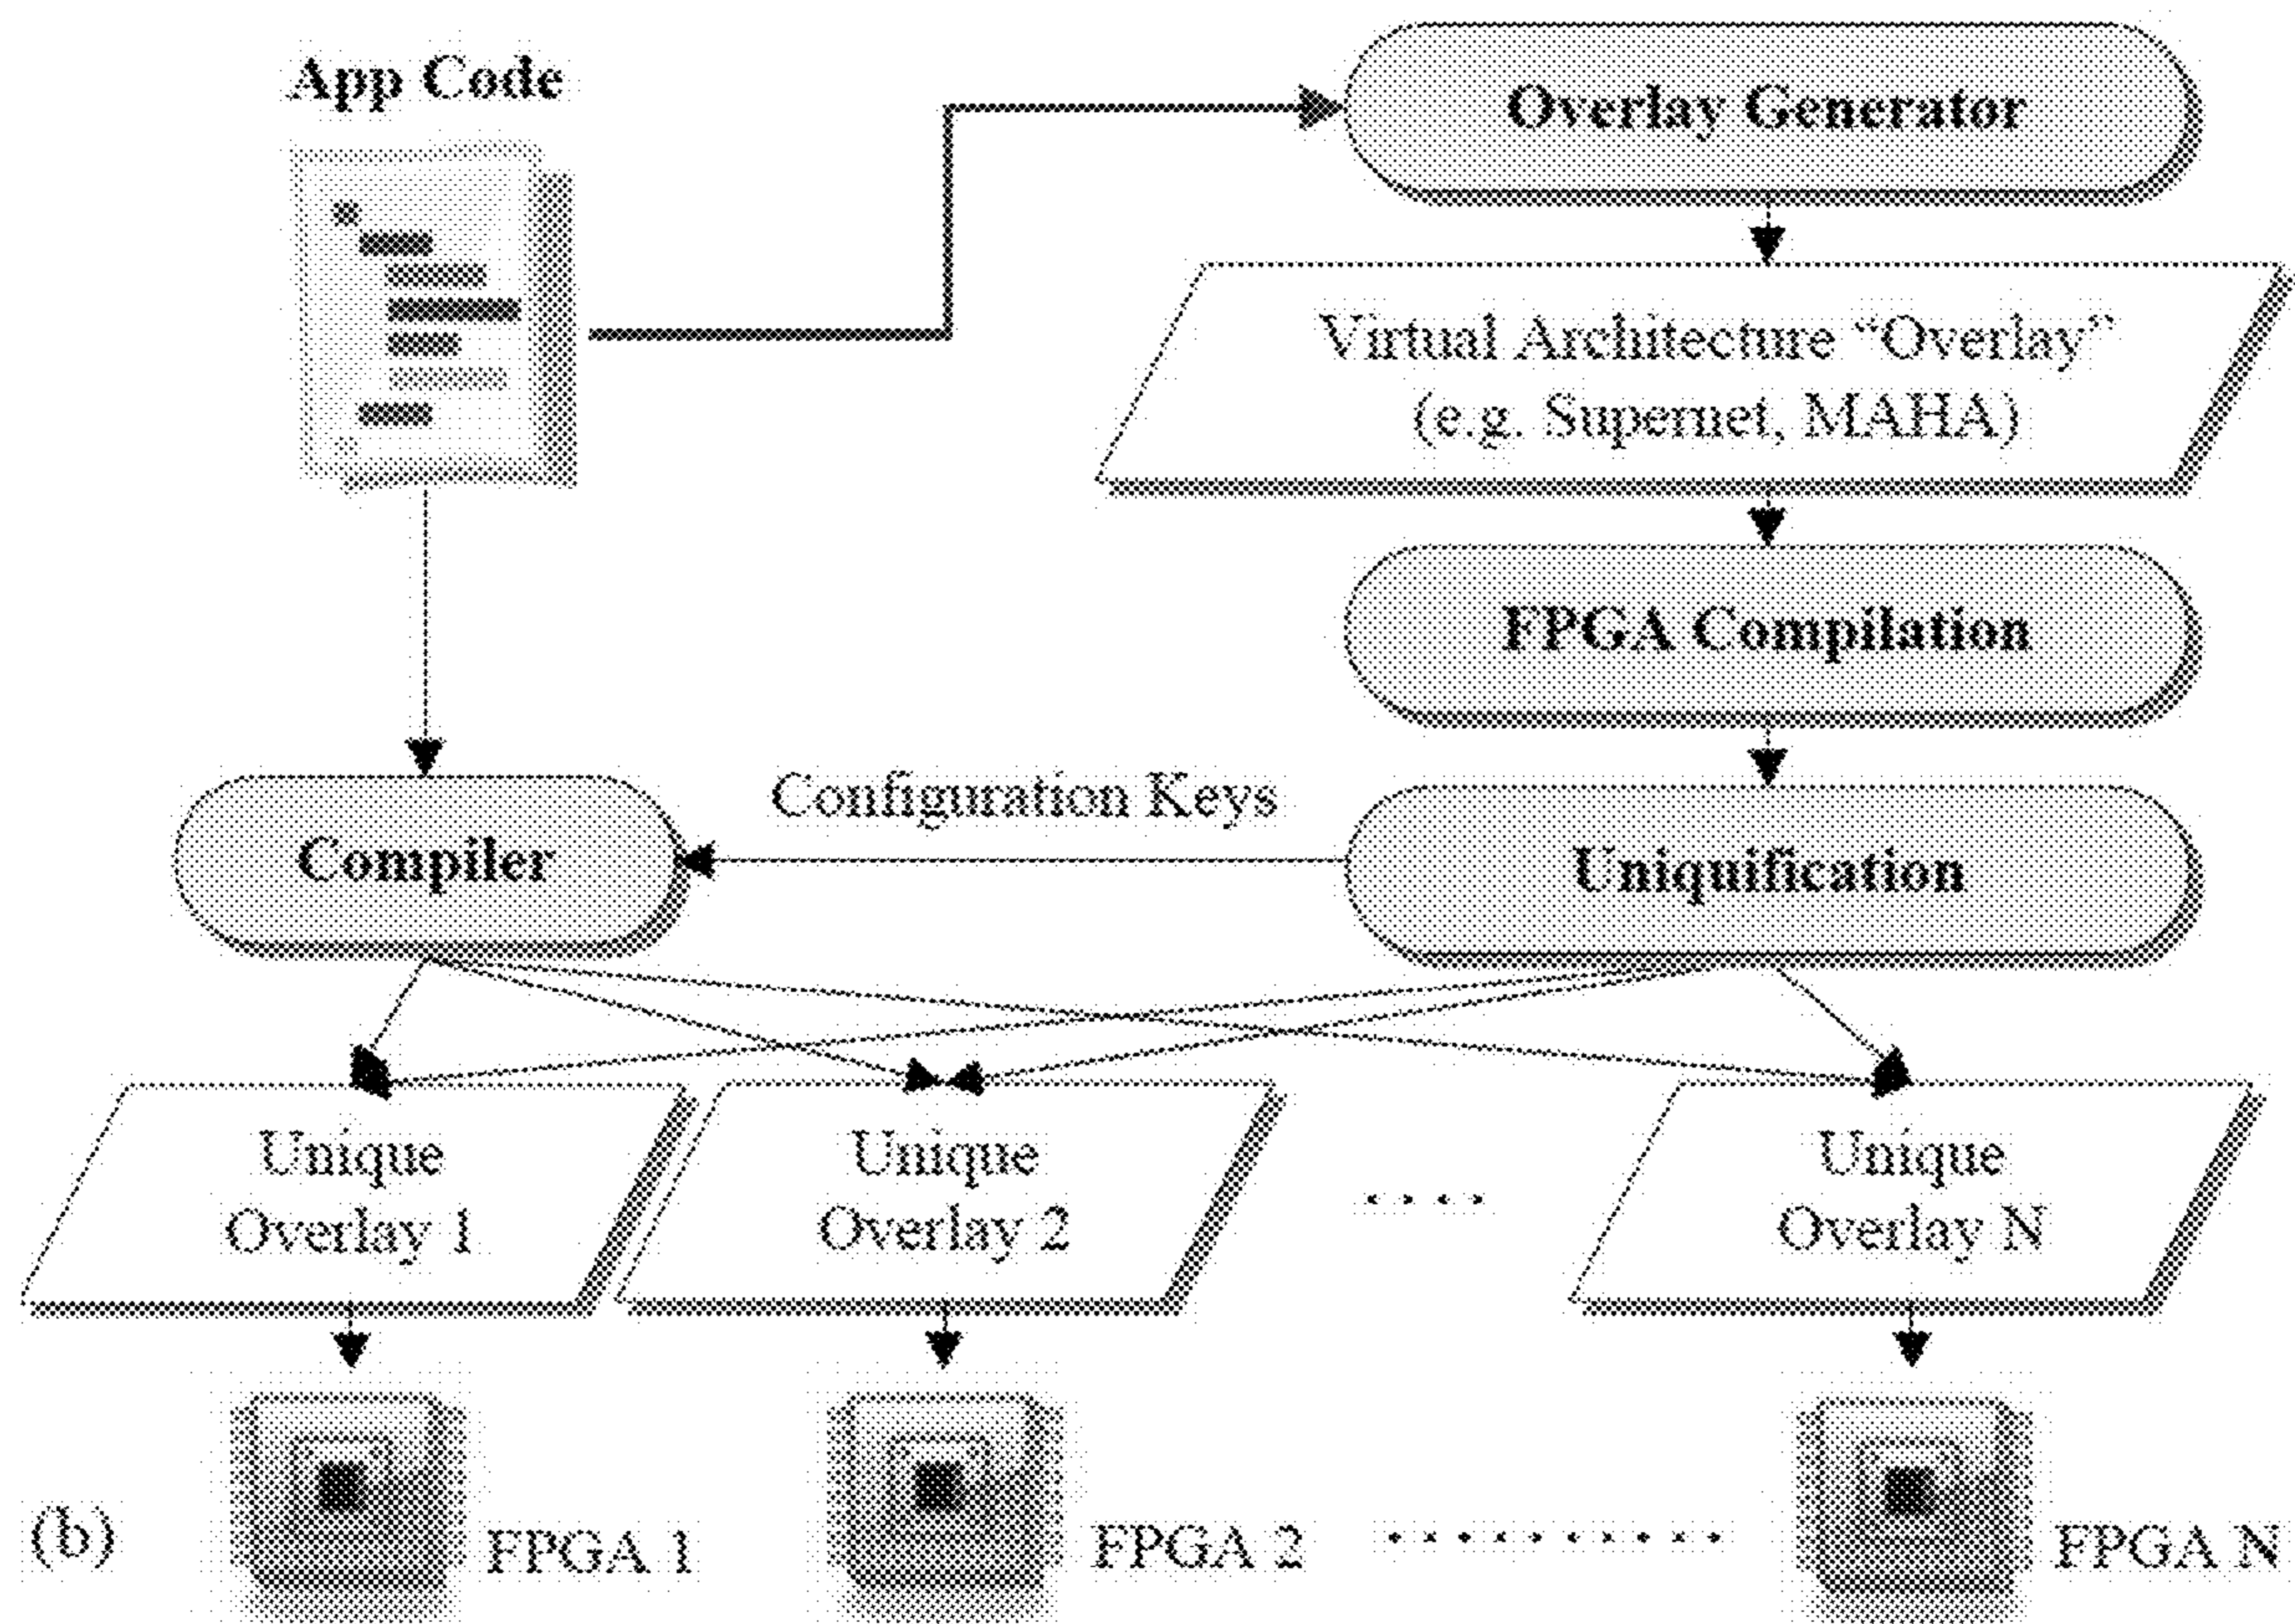 App Code
Overlay Generator
Virtual Architecture “Overlay”
(e.g. Supernet, MAHA)
FPGA Compilation
Configuration Keys
Compiler
Uniquification
Unique
Overlay 1
Unique
Overlay 2
Unique
Overlay N
(b)
FPGA 1
FPGA 2
FPGA N